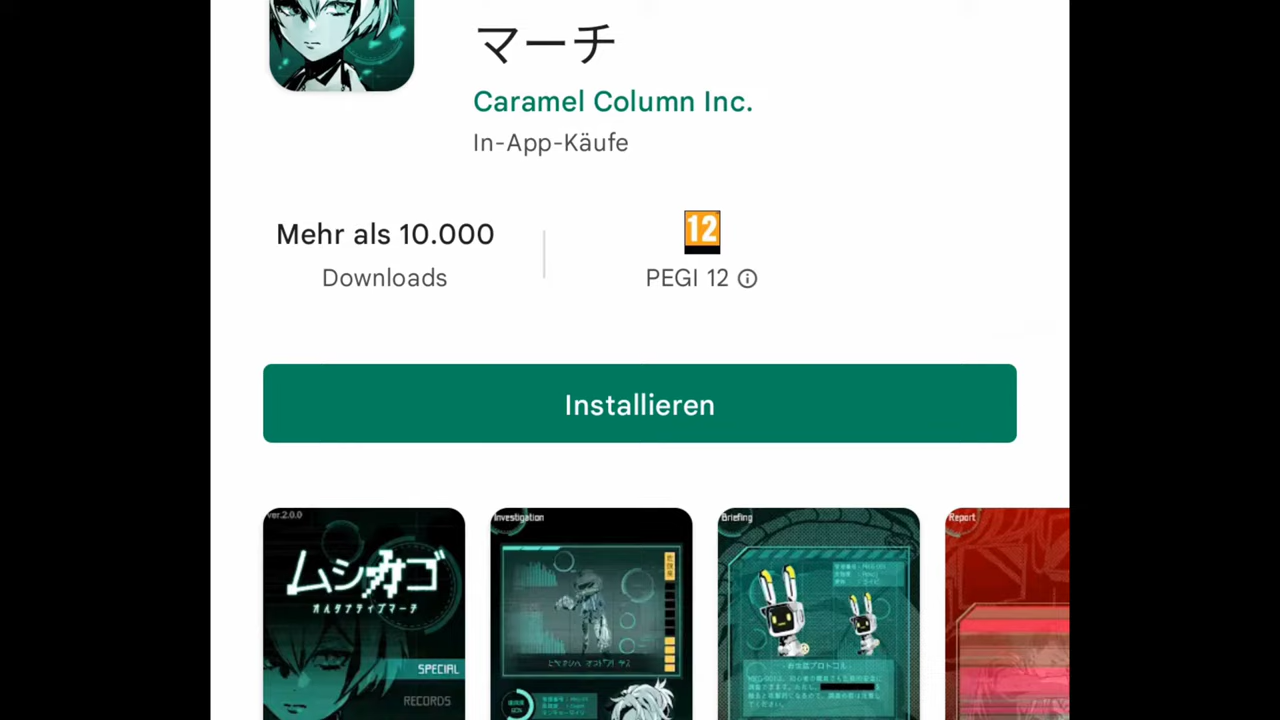 マーチ
Caramel Column Inc.
In-App-Käufe
Mehr als 10.000
Downloads
12
PEGI 12
Installieren
ver.2.0.0
ムシカゴ
オルタナティブマーチ
SPECIAL
RECORDS
Investigation
Briefing
Report